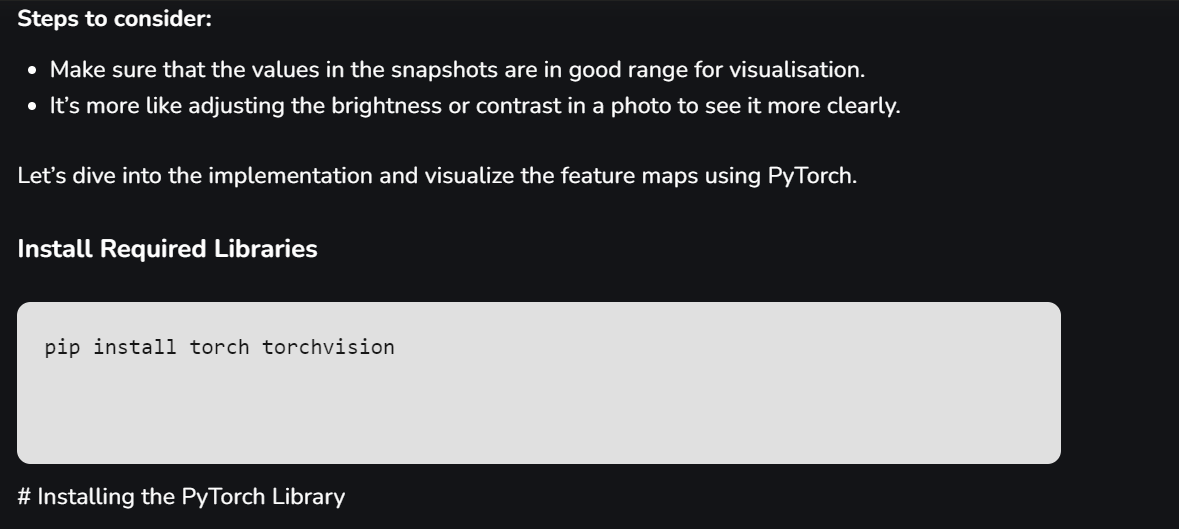 Steps to consider:
• Make sure that the values in the snapshots are in good range for visualisation.
• It’s more like adjusting the brightness or contrast in a photo to see it more clearly.
Let’s dive into the implementation and visualize the feature maps using PyTorch.
Install Required Libraries
pip install torch torchvision
# Installing the PyTorch Library